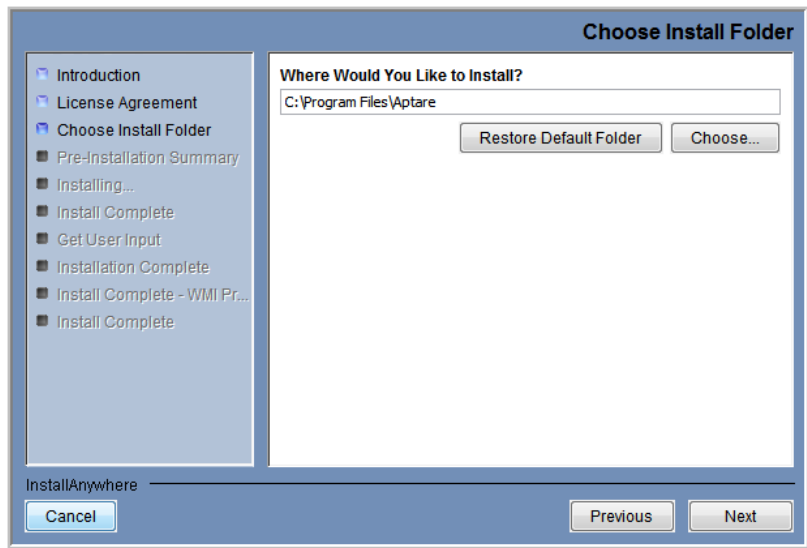 Choose Install Folder
Introduction
License Agreement
Choose Install Folder
Pre-Installation Summary
Installing...
Install Complete
Get User Input
Installation Complete
Install Complete - WMI Pr...
Install Complete
Where Would You Like to Install?
C:\Program Files\Aptare
Restore Default Folder
Choose...
InstallAnywhere
Cancel
Previous
Next